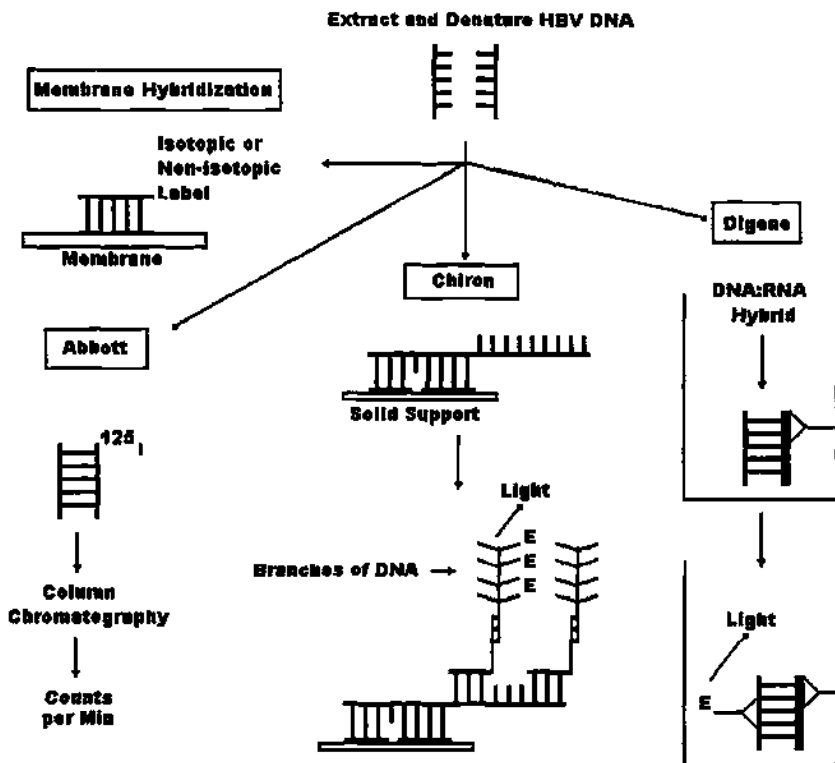 Extract and Denature HBV DNA
Membrane Hybridization
Isotopic or
Non-isotopic
Label
Membrane
Digene
Chiron
DNA:RNA
Hybrid
Abbott
Solid Support
125
I
Light
E
E
E
Branches of DNA
Column
Chromatography
Light
E
Counts
per Min